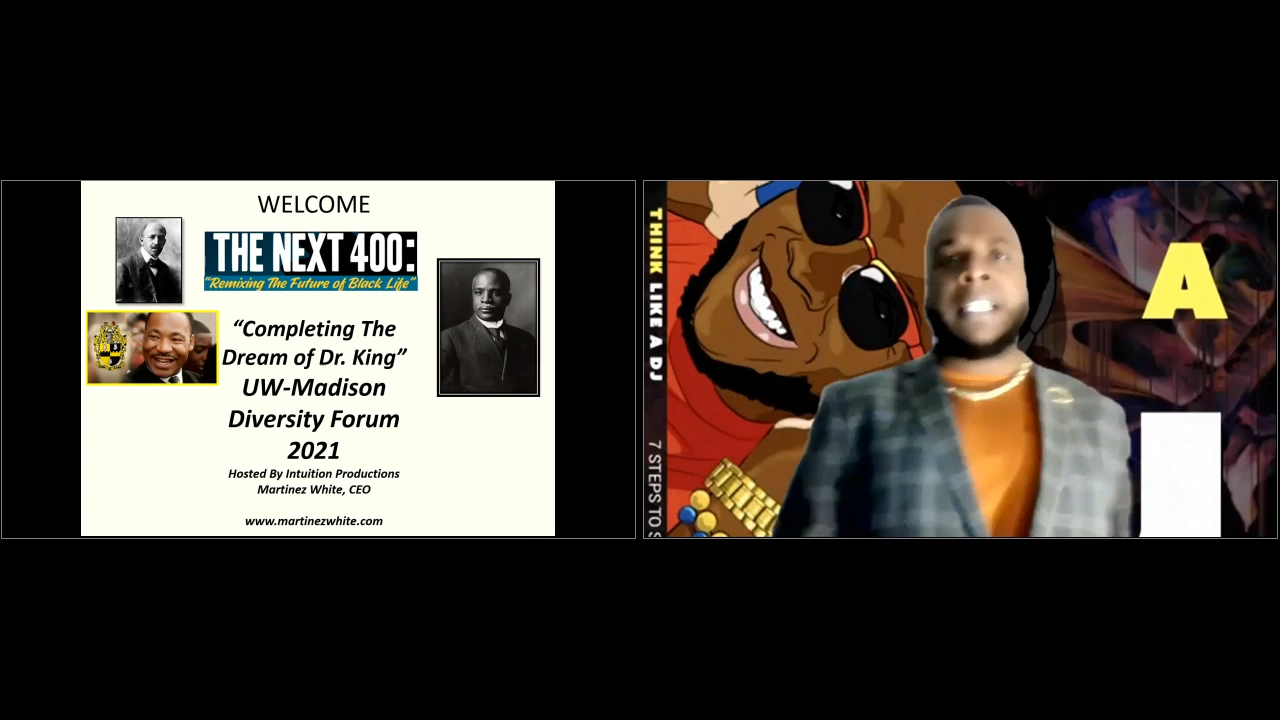 WELCOME
THE NEXT 400:
"Remixing The Future of Black Life"
“Completing The
Dream of Dr. King”
UW-Madison
Diversity Forum
2021
Hosted By Intuition Productions
Martinez White, CEO
www.martinezwhite.com
THINK LIKE A DJ
7 STEPS TO
A